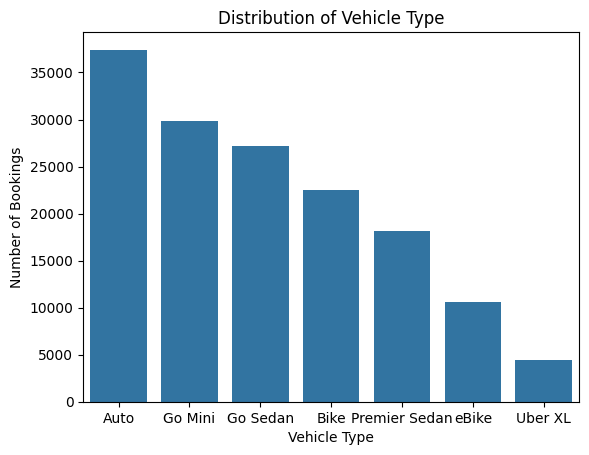 Distribution of Vehicle Type
Number of Bookings
35000
30000
25000
20000
15000
10000
5000
0
Auto Go Mini Go Sedan Bike Premier Sedan eBike Uber XL
Vehicle Type